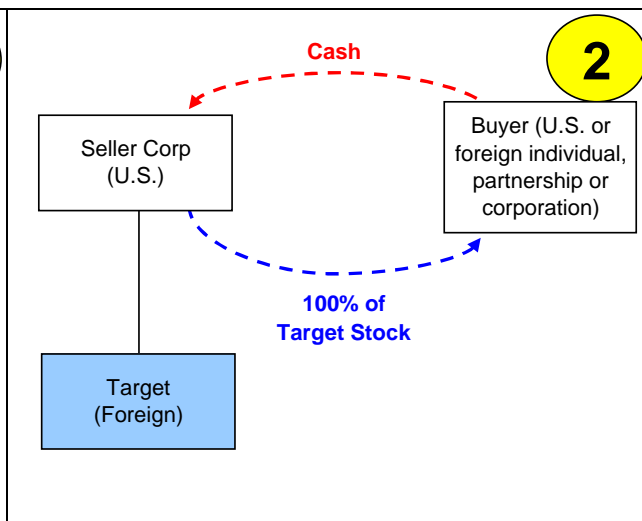 Cash
2
Seller Corp
(U.S.)
Buyer (U.S. or
foreign individual,
partnership or
corporation)
100% of
Target Stock
Target
(Foreign)